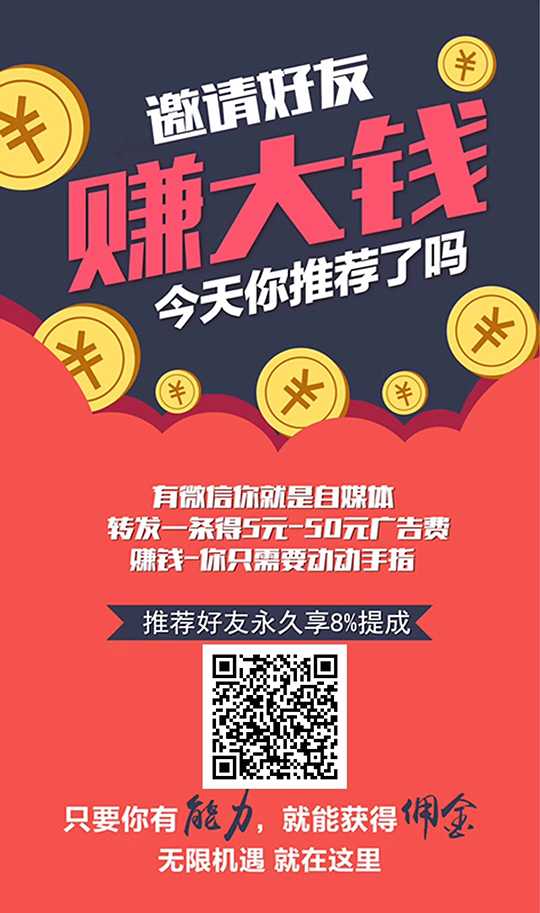 邀请好友
赚大钱
今天你推荐了吗
有微信你就是自媒体
转发一条得5元-50元广告费
赚钱-你只需要动动手指
推荐好友永久享8%提成
只要你有能力，就能获得佣金
无限机遇 就在这里